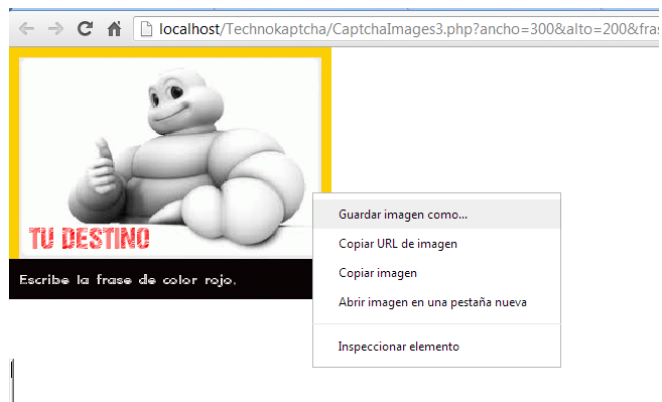 localhost/Technokaptcha/CaptchaImages3.php?ancho=300&alto=200&fras
TU DESTINO
Escribe la frase de color rojo.
Guardar imagen como...
Copiar URL de imagen
Copiar imagen
Abrir imagen en una pestaña nueva
Inspeccionar elemento